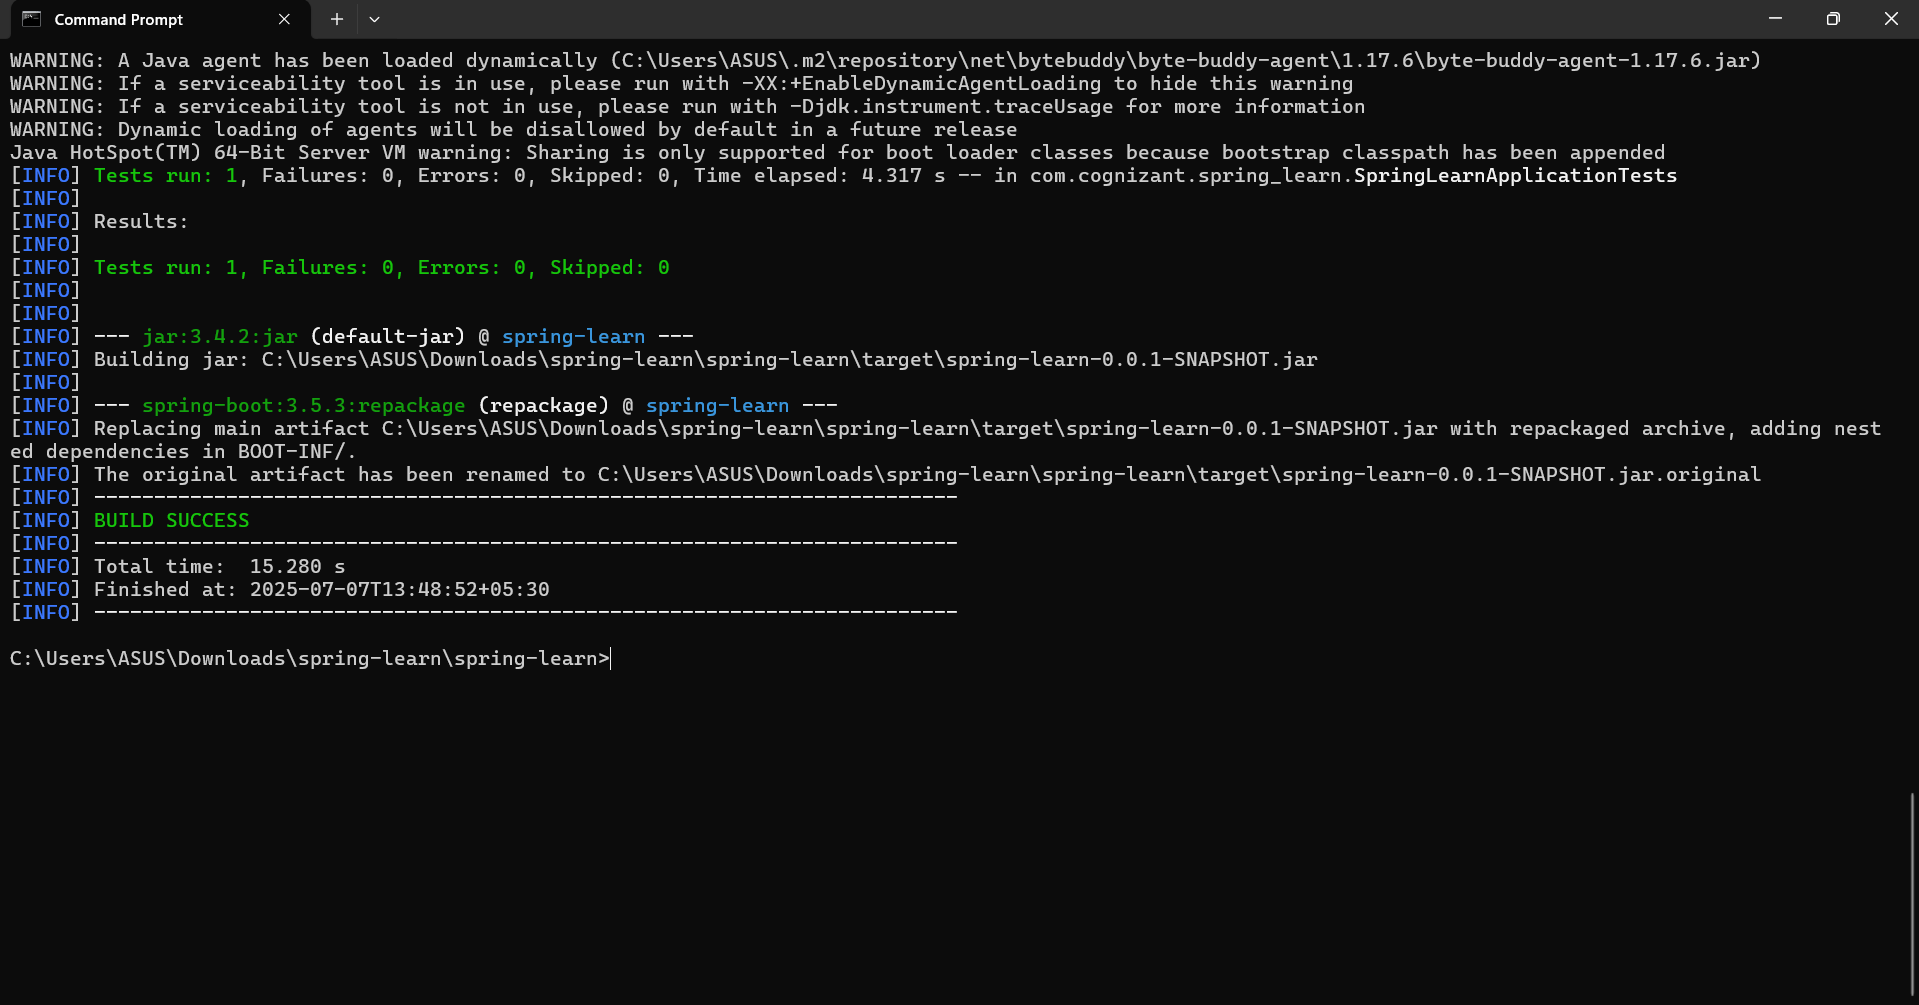 Command Prompt
WARNING: A Java agent has been loaded dynamically (C:\Users\ASUS\.m2\repository\net\bytebuddy\byte-buddy-agent\1.17.6\byte-buddy-agent-1.17.6.jar)
WARNING: If a serviceability tool is in use, please run with -XX:+EnableDynamicAgentLoading to hide this warning
WARNING: If a serviceability tool is not in use, please run with -Djdk.instrument.traceUsage for more information
WARNING: Dynamic loading of agents will be disallowed by default in a future release
Java HotSpot(TM) 64-Bit Server VM warning: Sharing is only supported for boot loader classes because bootstrap classpath has been appended
[INFO] Tests run: 1, Failures: 0, Errors: 0, Skipped: 0, Time elapsed: 4.317 s -- in com.cognizant.spring_learn.SpringLearnApplicationTests
[INFO]
[INFO] Results:
[INFO]
[INFO] Tests run: 1, Failures: 0, Errors: 0, Skipped: 0
[INFO]
[INFO]
[INFO] --- jar:3.4.2:jar (default-jar) @ spring-learn ---
[INFO] Building jar: C:\Users\ASUS\Downloads\spring-learn\spring-learn\target\spring-learn-0.0.1-SNAPSHOT.jar
[INFO]
[INFO] --- spring-boot:3.5.3:repackage (repackage) @ spring-learn ---
[INFO] Replacing main artifact C:\Users\ASUS\Downloads\spring-learn\spring-learn\target\spring-learn-0.0.1-SNAPSHOT.jar with repackaged archive, adding nest
ed dependencies in BOOT-INF/.
[INFO] The original artifact has been renamed to C:\Users\ASUS\Downloads\spring-learn\spring-learn\target\spring-learn-0.0.1-SNAPSHOT.jar.original
[INFO] ------------------------------------------------------------------------
[INFO] BUILD SUCCESS
[INFO] ------------------------------------------------------------------------
[INFO] Total time:  15.280 s
[INFO] Finished at: 2025-07-07T13:48:52+05:30
[INFO] ------------------------------------------------------------------------
C:\Users\ASUS\Downloads\spring-learn\spring-learn>